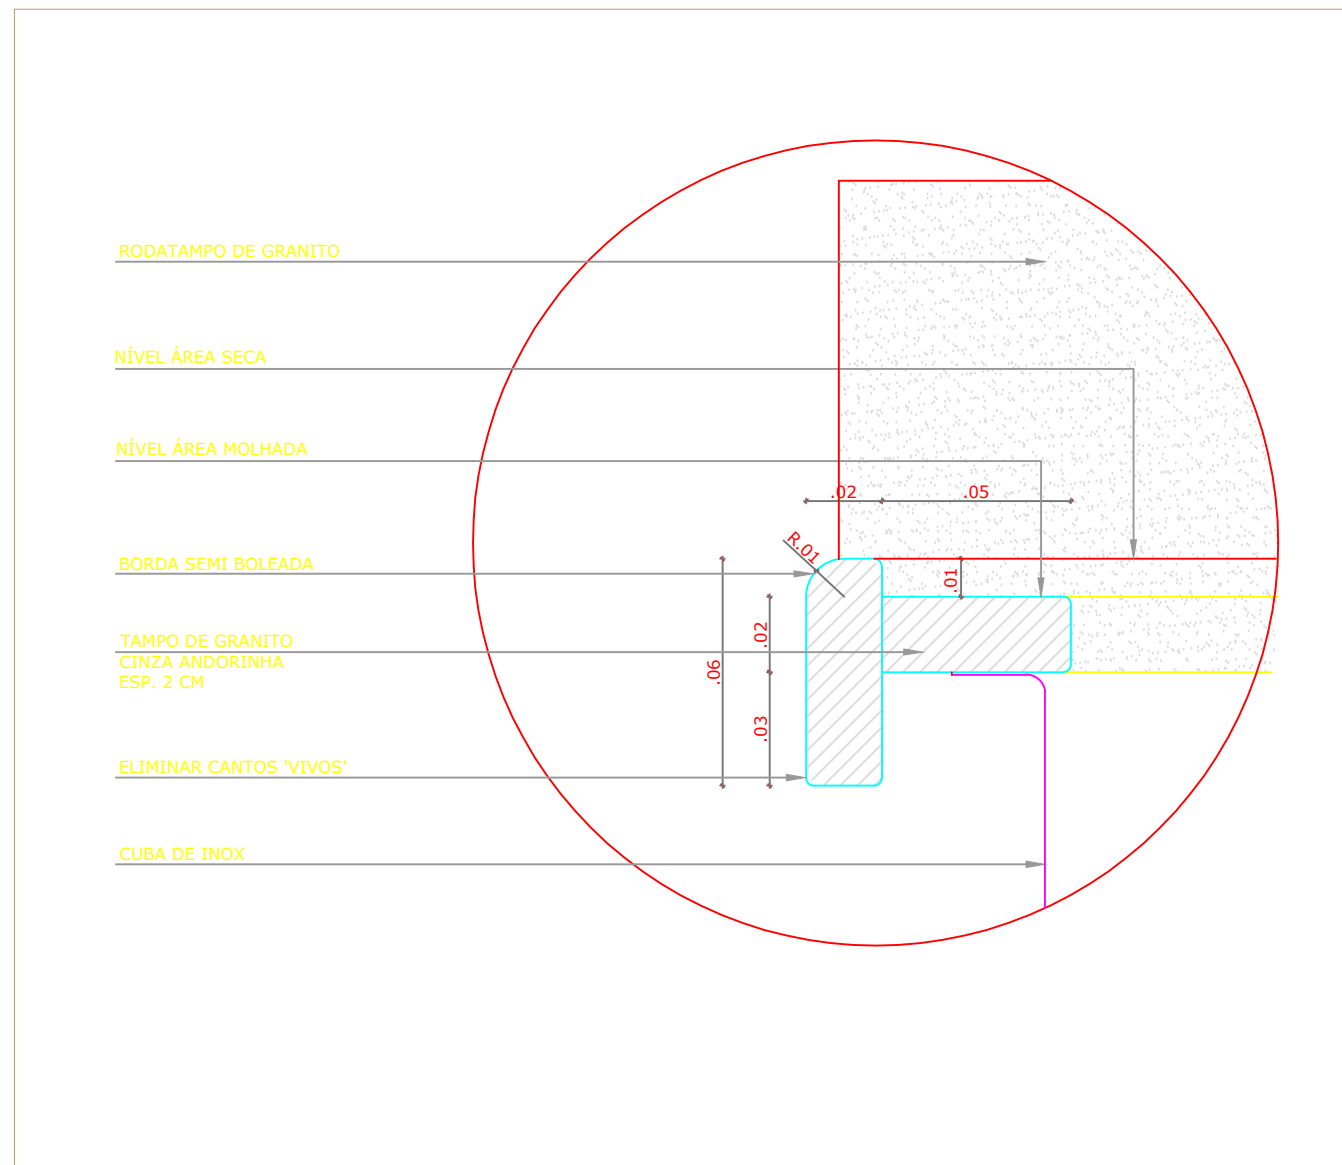 RODATAMPO DE GRANITO
NÍVEL ÁREA SECA
NÍVEL ÁREA MOLHADA
.02
.05
R.01
BORDA SEMI BOLEADA
.01
.02
TAMPO DE GRANITO
CINZA ANDORINHA
ESP. 2 CM
.06
.03
ELIMINAR CANTOS 'VIVOS'
CUBA DE INOX